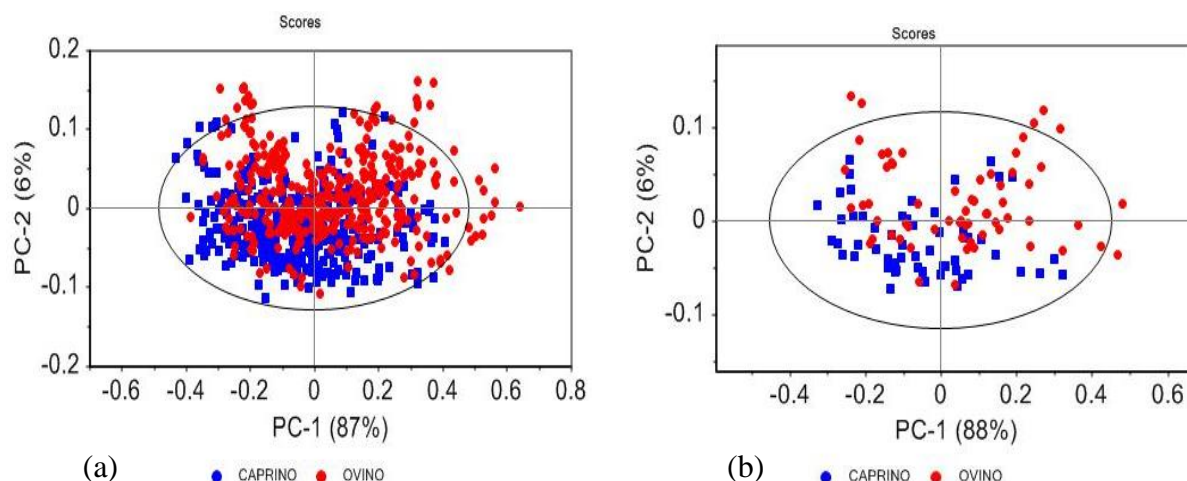 Scores
0.2
0.1
0
-0.1
-0.2
PC-2 (6%)
-0.6 -0.4 -0.2 0 0.2 0.4 0.6 0.8
PC-1 (87%)
(a)
CAPRINO OVINO
Scores
0.1
0
-0.1
PC-2 (6%)
-0.4 -0.2 0 0.2 0.4 0.6
PC-1 (88%)
(b)
CAPRINO OVINO